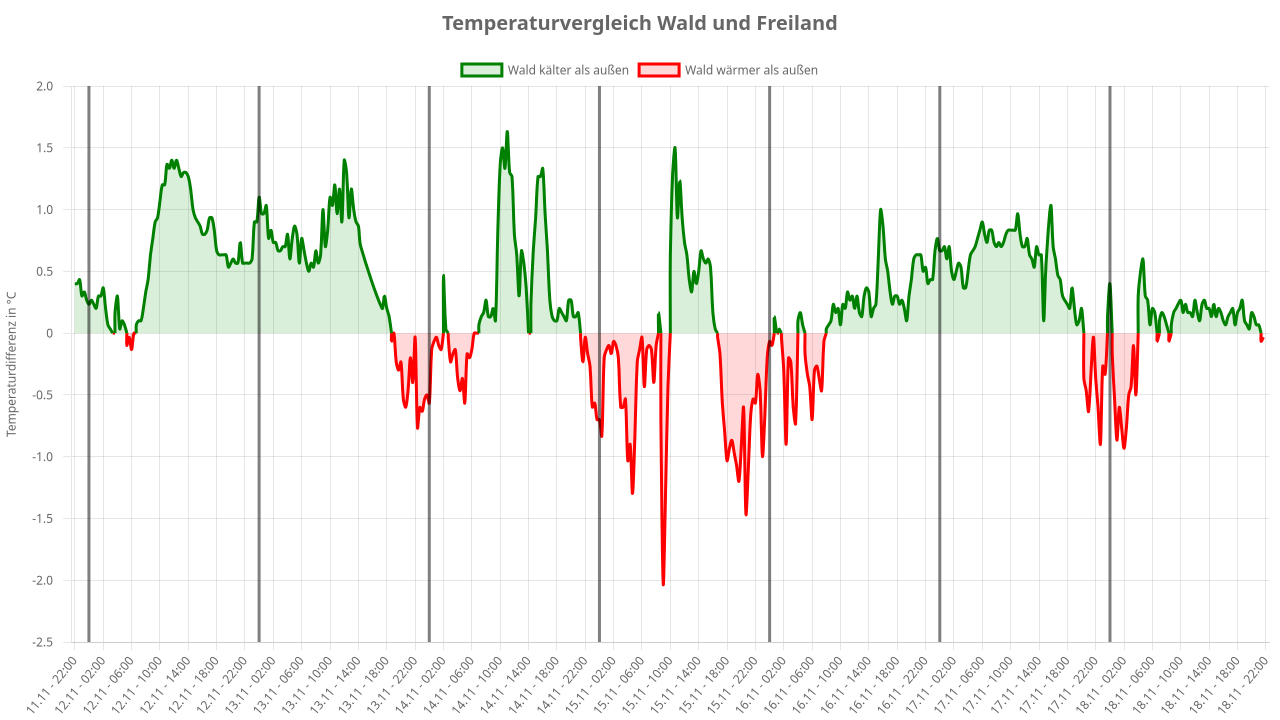 Temperaturvergleich Wald und Freiland
Wald kälter als außen
Wald wärmer als außen
Temperaturdifferenz in °C
2.0
1.5
1.0
0.5
0
-0.5
-1.0
-1.5
-2.0
-2.5
11.11 - 22:00
12.11 - 02:00
12.11 - 06:00
12.11 - 10:00
12.11 - 14:00
12.11 - 18:00
12.11 - 22:00
13.11 - 02:00
13.11 - 06:00
13.11 - 10:00
13.11 - 14:00
13.11 - 18:00
13.11 - 22:00
14.11 - 02:00
14.11 - 06:00
14.11 - 10:00
14.11 - 14:00
14.11 - 18:00
14.11 - 22:00
15.11 - 02:00
15.11 - 06:00
15.11 - 10:00
15.11 - 14:00
15.11 - 18:00
15.11 - 22:00
16.11 - 02:00
16.11 - 06:00
16.11 - 10:00
16.11 - 14:00
16.11 - 18:00
16.11 - 22:00
17.11 - 02:00
17.11 - 06:00
17.11 - 10:00
17.11 - 14:00
17.11 - 18:00
17.11 - 22:00
18.11 - 02:00
18.11 - 06:00
18.11 - 10:00
18.11 - 14:00
18.11 - 18:00
18.11 - 22:00